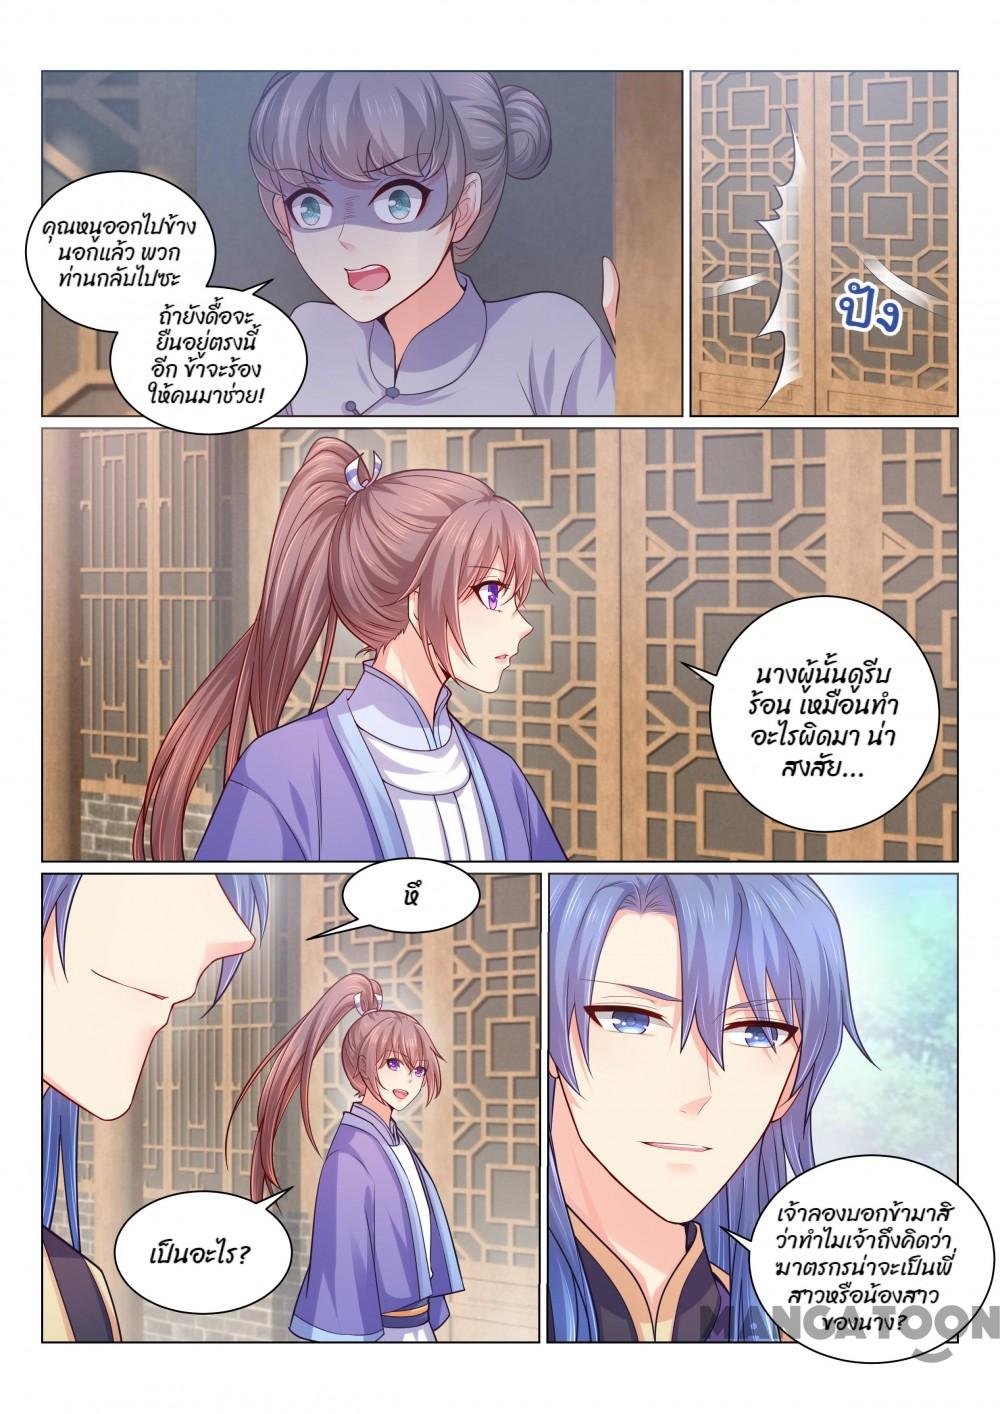 คุณหนูออกไปข้าง
นอกแล้ว พวก
ท่านกลับไปซะ
ถ้ายังดื้อจะ
ยืนอยู่ตรงนี้
อีก ข้าจะร้อง
ให้คนมาช่วย!
ปัง
นางผู้นั้นดูรีบ
ร้อน เหมือนทำ
อะไรผิดมา น่า
สงสัย...
หึ
เป็นอะไร?
เจ้าลองบอกข้ามาสิ
ว่าทำไมเจ้าถึงคิดว่า
ฆาตรกรน่าจะเป็นพี่
สาวหรือน้องสาว
ของนาง?
MANGATOON